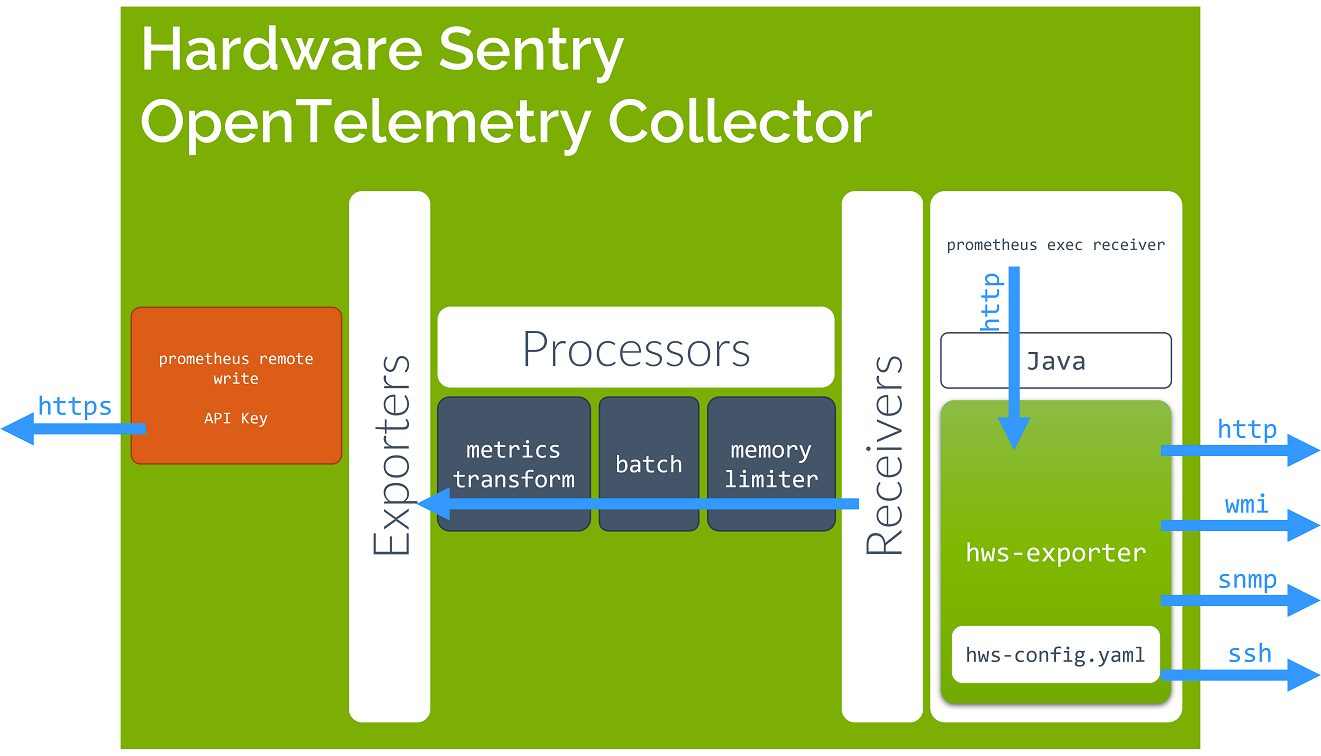 Hardware Sentry
OpenTelemetry Collector
https
prometheus remote
write
API Key
Exporters
Processors
metrics
transform
batch
memory
limiter
Receivers
prometheus exec receiver
http
Java
hws-exporter
hws-config.yaml
http
wmi
snmp
ssh